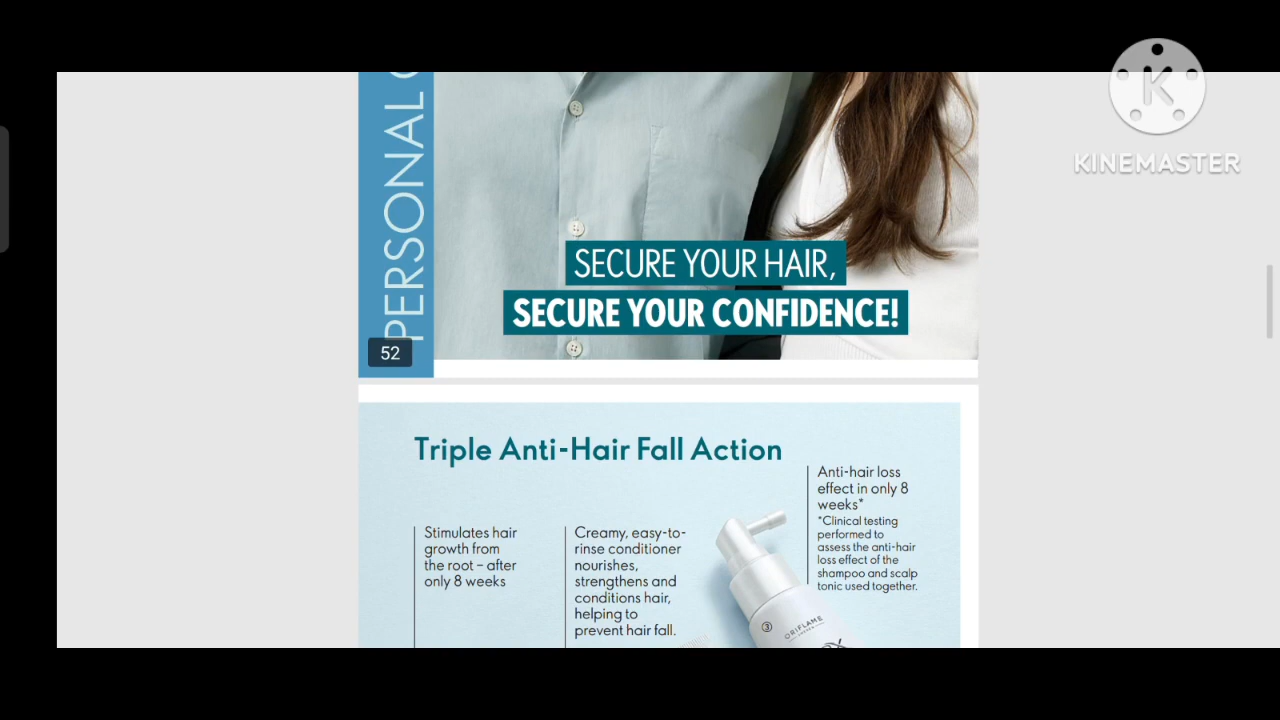 KINEMASTER
PERSONAL
SECURE YOUR HAIR,
SECURE YOUR CONFIDENCE!
52
Triple Anti-Hair Fall Action
Stimulates hair
growth from
the root – after
only 8 weeks
Creamy, easy-to-
rinse conditioner
nourishes,
strengthens and
conditions hair,
helping to
prevent hair fall.
Anti-hair loss
effect in only 8
weeks*
*Clinical testing
performed to
assess the anti-hair
loss effect of the
shampoo and scalp
tonic used together.
③
ORIFLAME